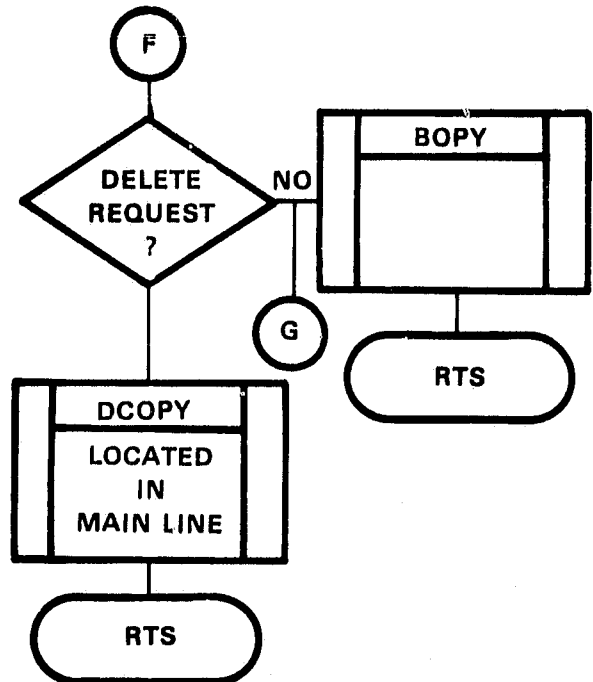 F
DELETE
REQUEST
?
NO
BOPY
G
RTS
DCOPY
LOCATED
IN
MAIN LINE
RTS